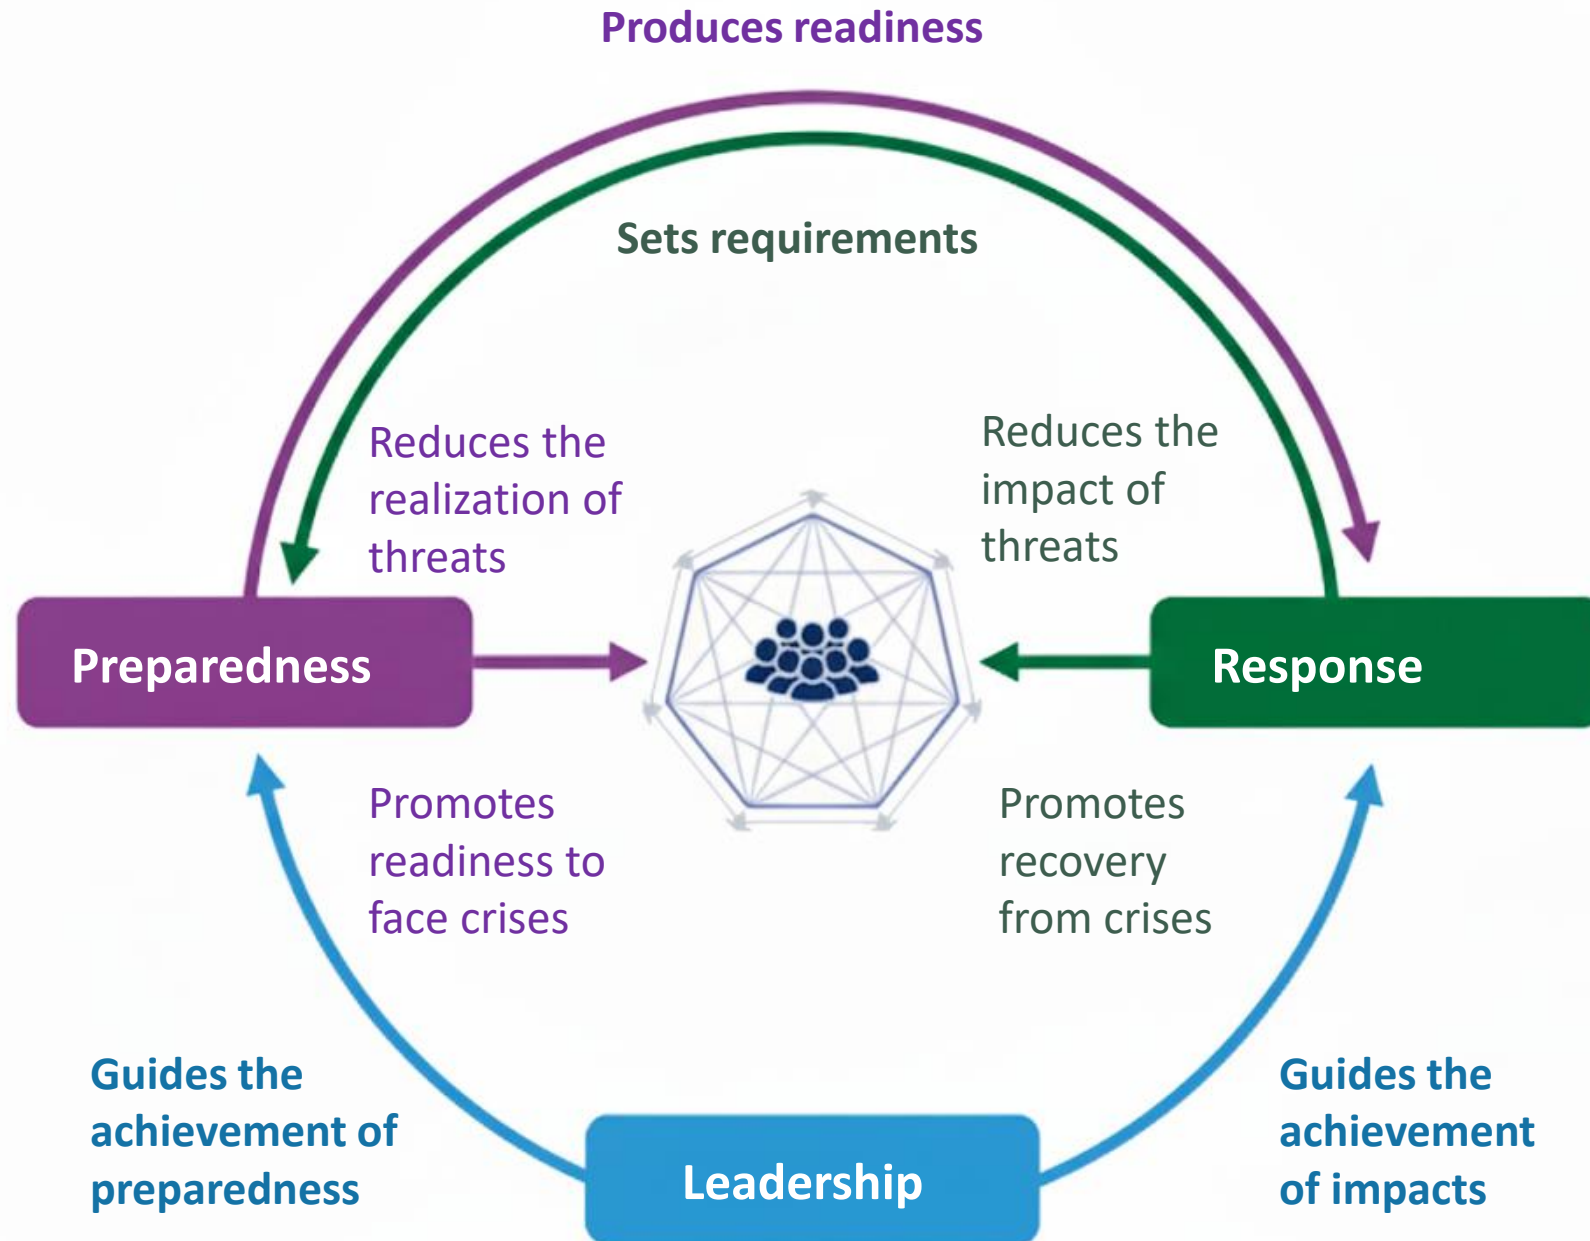 Produces readiness
Sets requirements
Reduces the
realization of
threats
Reduces the
impact of
threats
Preparedness
Response
Promotes
readiness to
face crises
Promotes
recovery
from crises
Guides the
achievement of
preparedness
Guides the
achievement
of impacts
Leadership